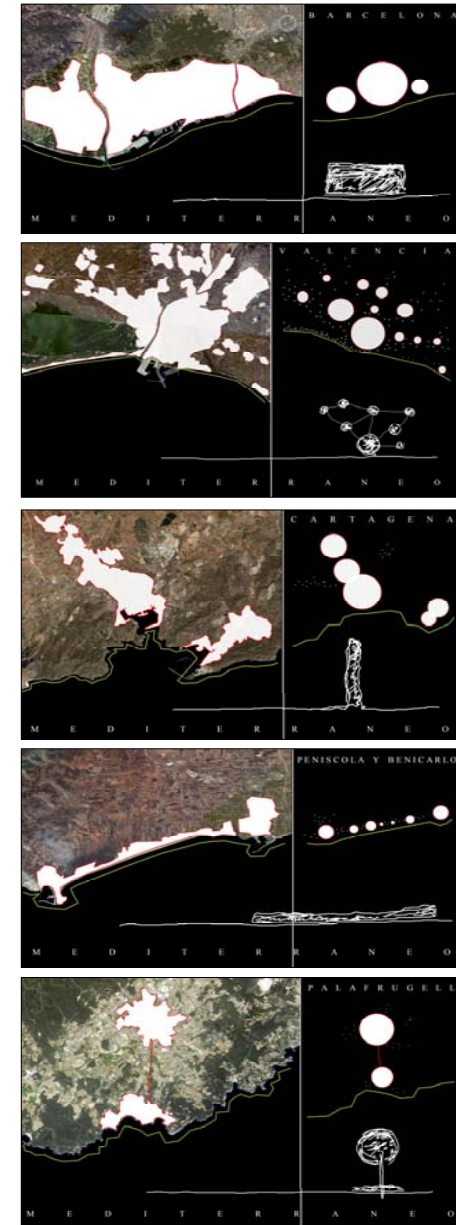 BARCELONA
MEDITERRANEO
VALENCIA
MEDITERRANEO
CARTAGENA
MEDITERRANEO
PENISCOLA Y BENICARLO
MEDITERRANEO
PALAFRUGELL
MEDITERRANEO